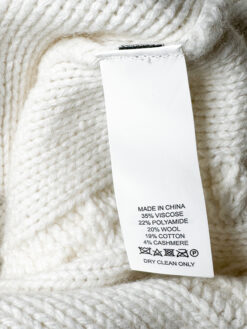 MADE IN CHINA
35% VISCOSE
22% POLYAMIDE
20% WOOL
19% COTTON
4% CASHMERE
DRY CLEAN ONLY